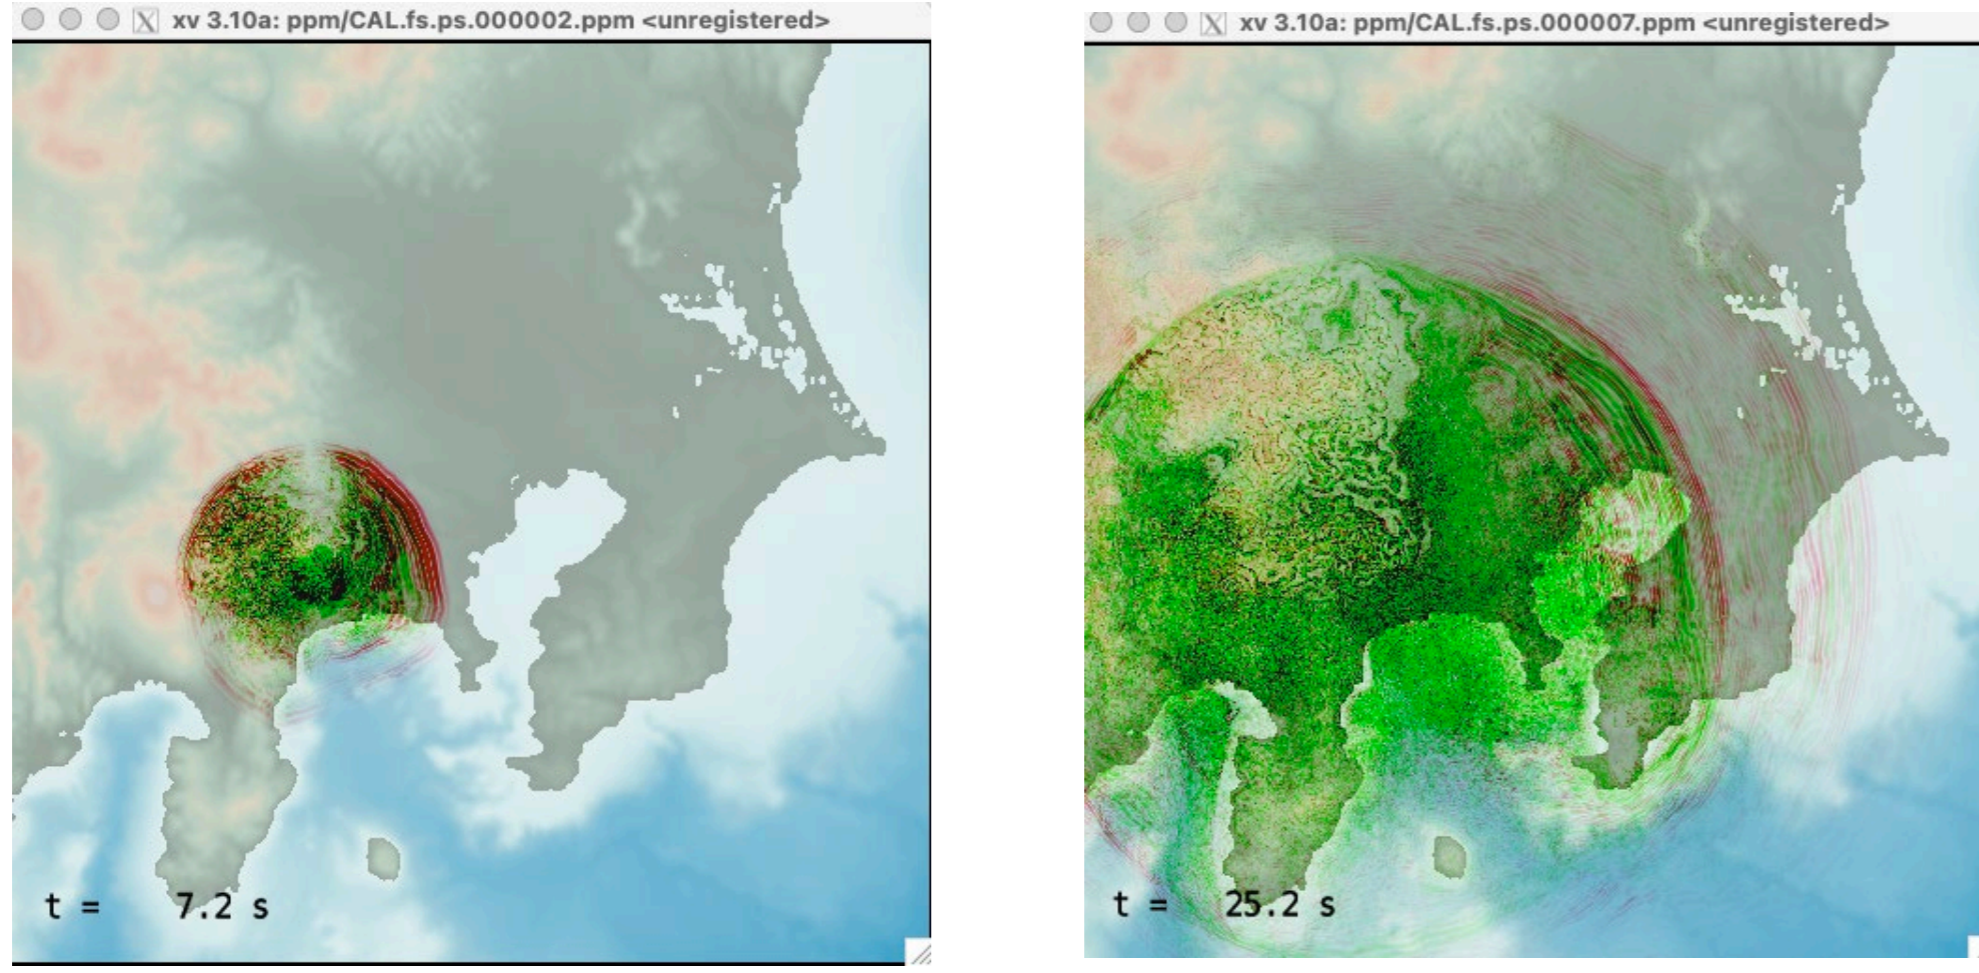 xv 3.10a: ppm/CAL.fs.ps.000002.ppm <unregistered>
t = 7.2 s
xv 3.10a: ppm/CAL.fs.ps.000007.ppm <unregistered>
t = 25.2 s